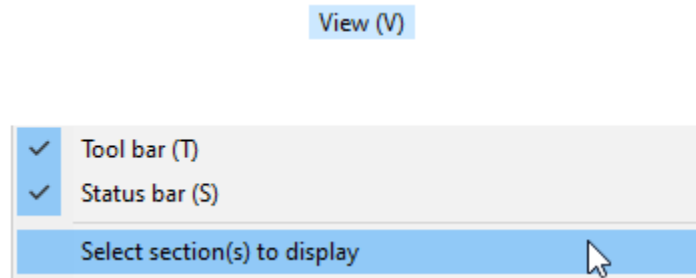 View (V)
Tool bar (T)
Status bar (S)
Select section(s) to display